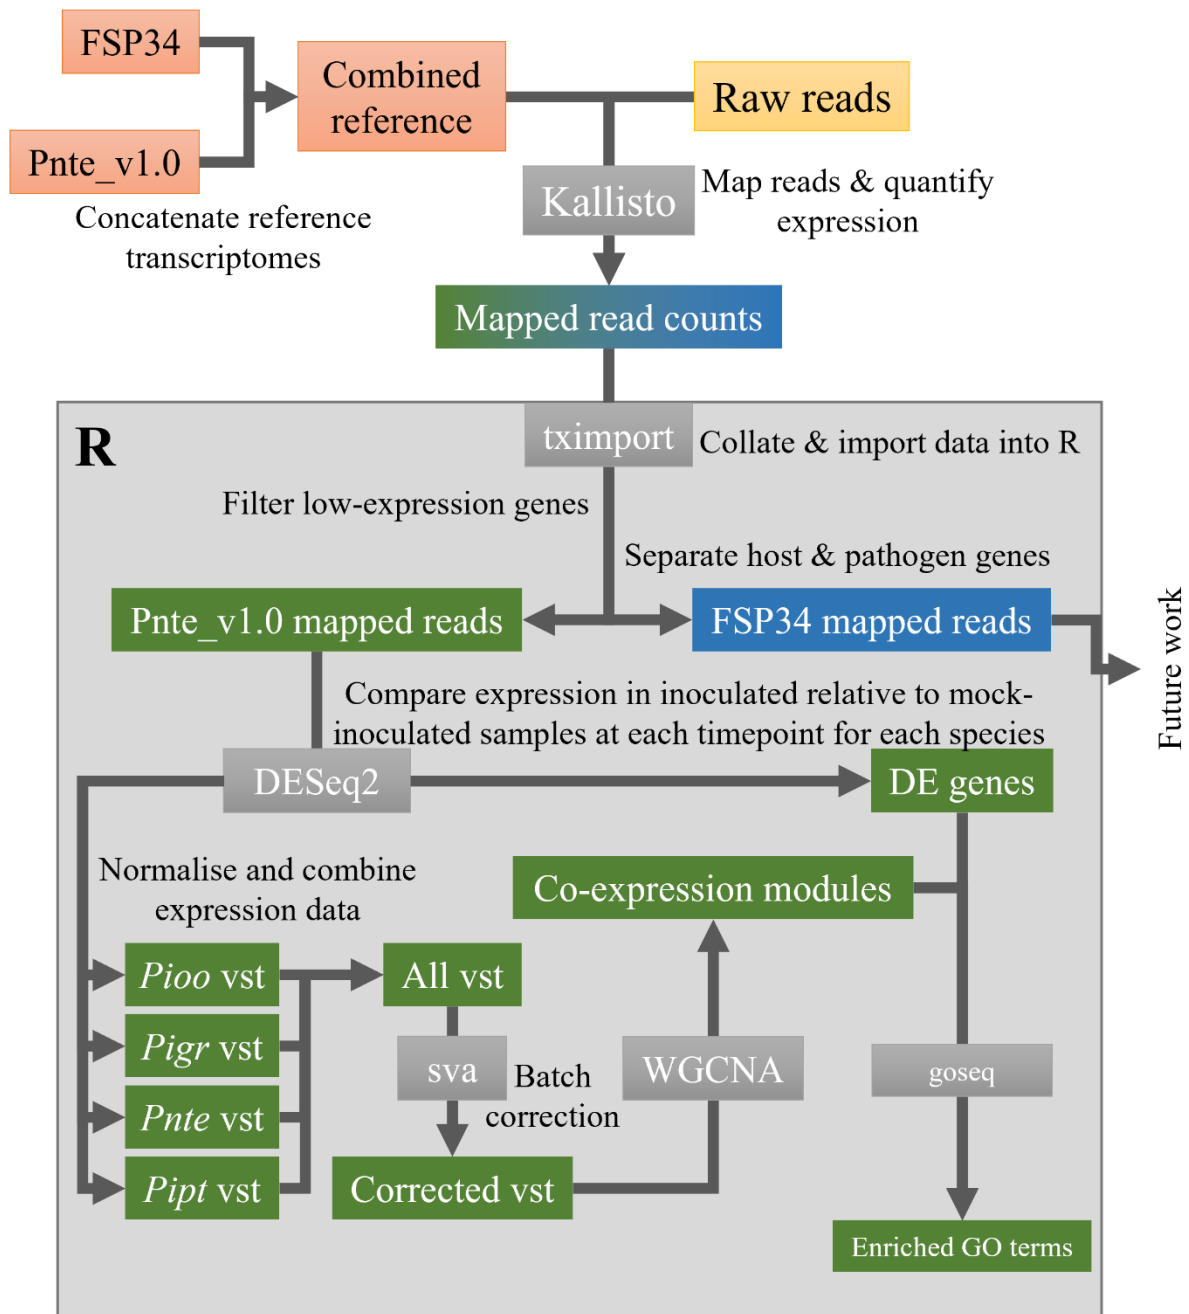 FSP34
Combined
reference
Raw reads
Pnte_v1.0
Concatenate reference
transcriptomes
Kallisto
Map reads & quantify
expression
Mapped read counts
R
tximport
Collate & import data into R
Filter low-expression genes
Separate host & pathogen genes
Pnte_v1.0 mapped reads
FSP34 mapped reads
Future work
Compare expression in inoculated relative to mock-
inoculated samples at each timepoint for each species
DESeq2
DE genes
Normalise and combine
expression data
Co-expression modules
Pioo vst
All vst
Pigr vst
sva
Batch
correction
WGCNA
goseq
Pnte vst
Pipt vst
Corrected vst
Enriched GO terms